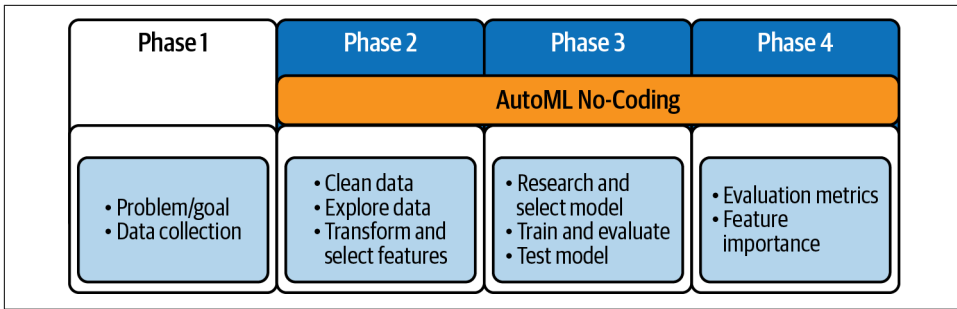 Phase 1
Phase 2
Phase 3
Phase 4
AutoML No-Coding
• Problem/goal
• Data collection
• Clean data
• Explore data
• Transform and
select features
• Research and
select model
• Train and evaluate
• Test model
• Evaluation metrics
• Feature
importance